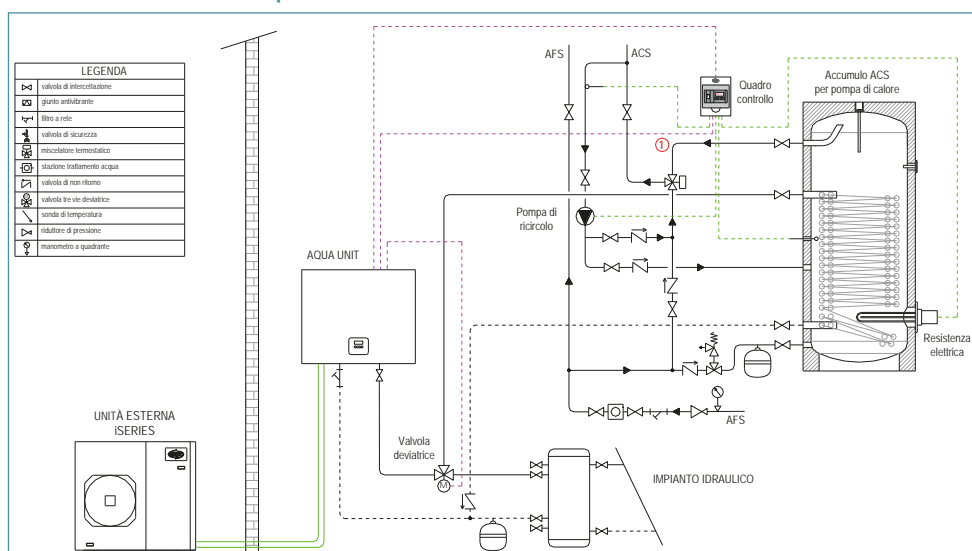 LEGENDA
valvola di intercettazione
giunto antivibrante
filtro a rete
valvola di sicurezza
miscelatore termostatico
stazione trattamento acqua
valvola di non ritorno
valvola tre vie deviatrice
sonda di temperatura
riduttore di pressione
manometro a quadrante
AFS
ACS
Quadro
controllo
Accumulo ACS
per pompa di calore
1
Pompa di
ricircolo
AQUA UNIT
Resistenza
elettrica
AFS
UNITÀ ESTERNA
iSERIES
Valvola
deviatrice
M
IMPIANTO IDRAULICO